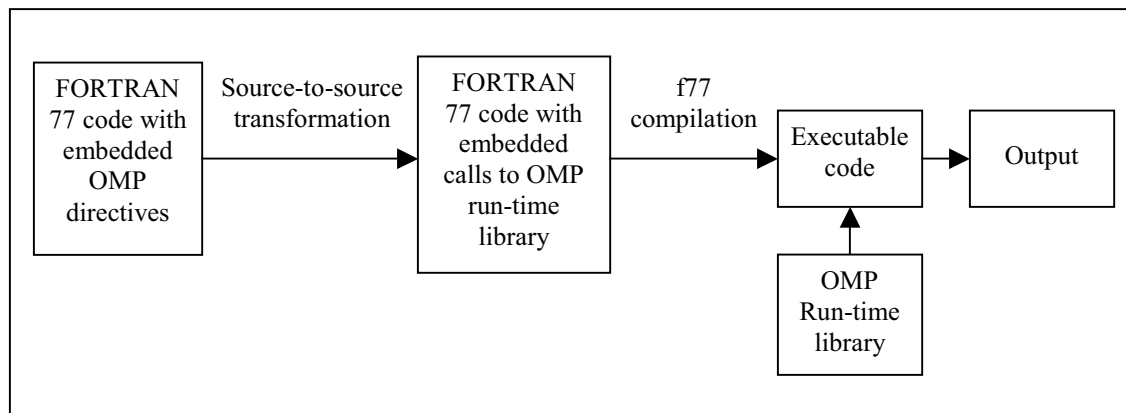 FORTRAN
77 code with
embedded
OMP
directives
Source-to-source
transformation
FORTRAN
77 code with
embedded
calls to OMP
run-time
library
f77
compilation
Executable
code
Output
OMP
Run-time
library